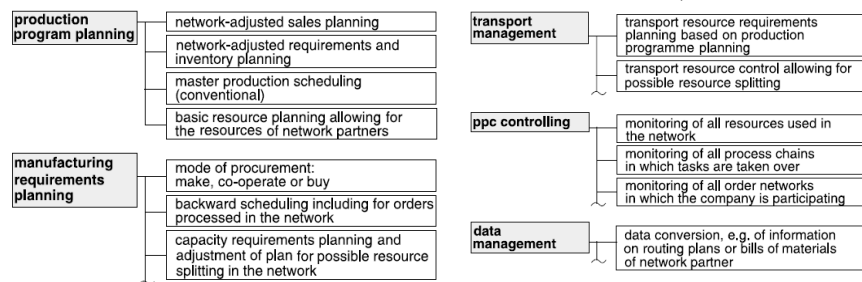 production
program planning
network-adjusted sales planning
network-adjusted requirements and
inventory planning
master production scheduling
(conventional)
basic resource planning allowing for
the resources of network partners
manufacturing
requirements
planning
mode of procurement:
make, co-operate or buy
backward scheduling including for orders
processed in the network
capacity requirements planning and
adjustment of plan for possible resource
splitting in the network
transport
management
transport resource requirements
planning based on production
programme planning
transport resource control allowing for
possible resource splitting
ppc controlling
monitoring of all resources used in
the network
monitoring of all process chains
in which tasks are taken over
monitoring of all order networks
in which the company is participating
data
management
data conversion, e.g. of information
on routing plans or bills of materials
of network partner